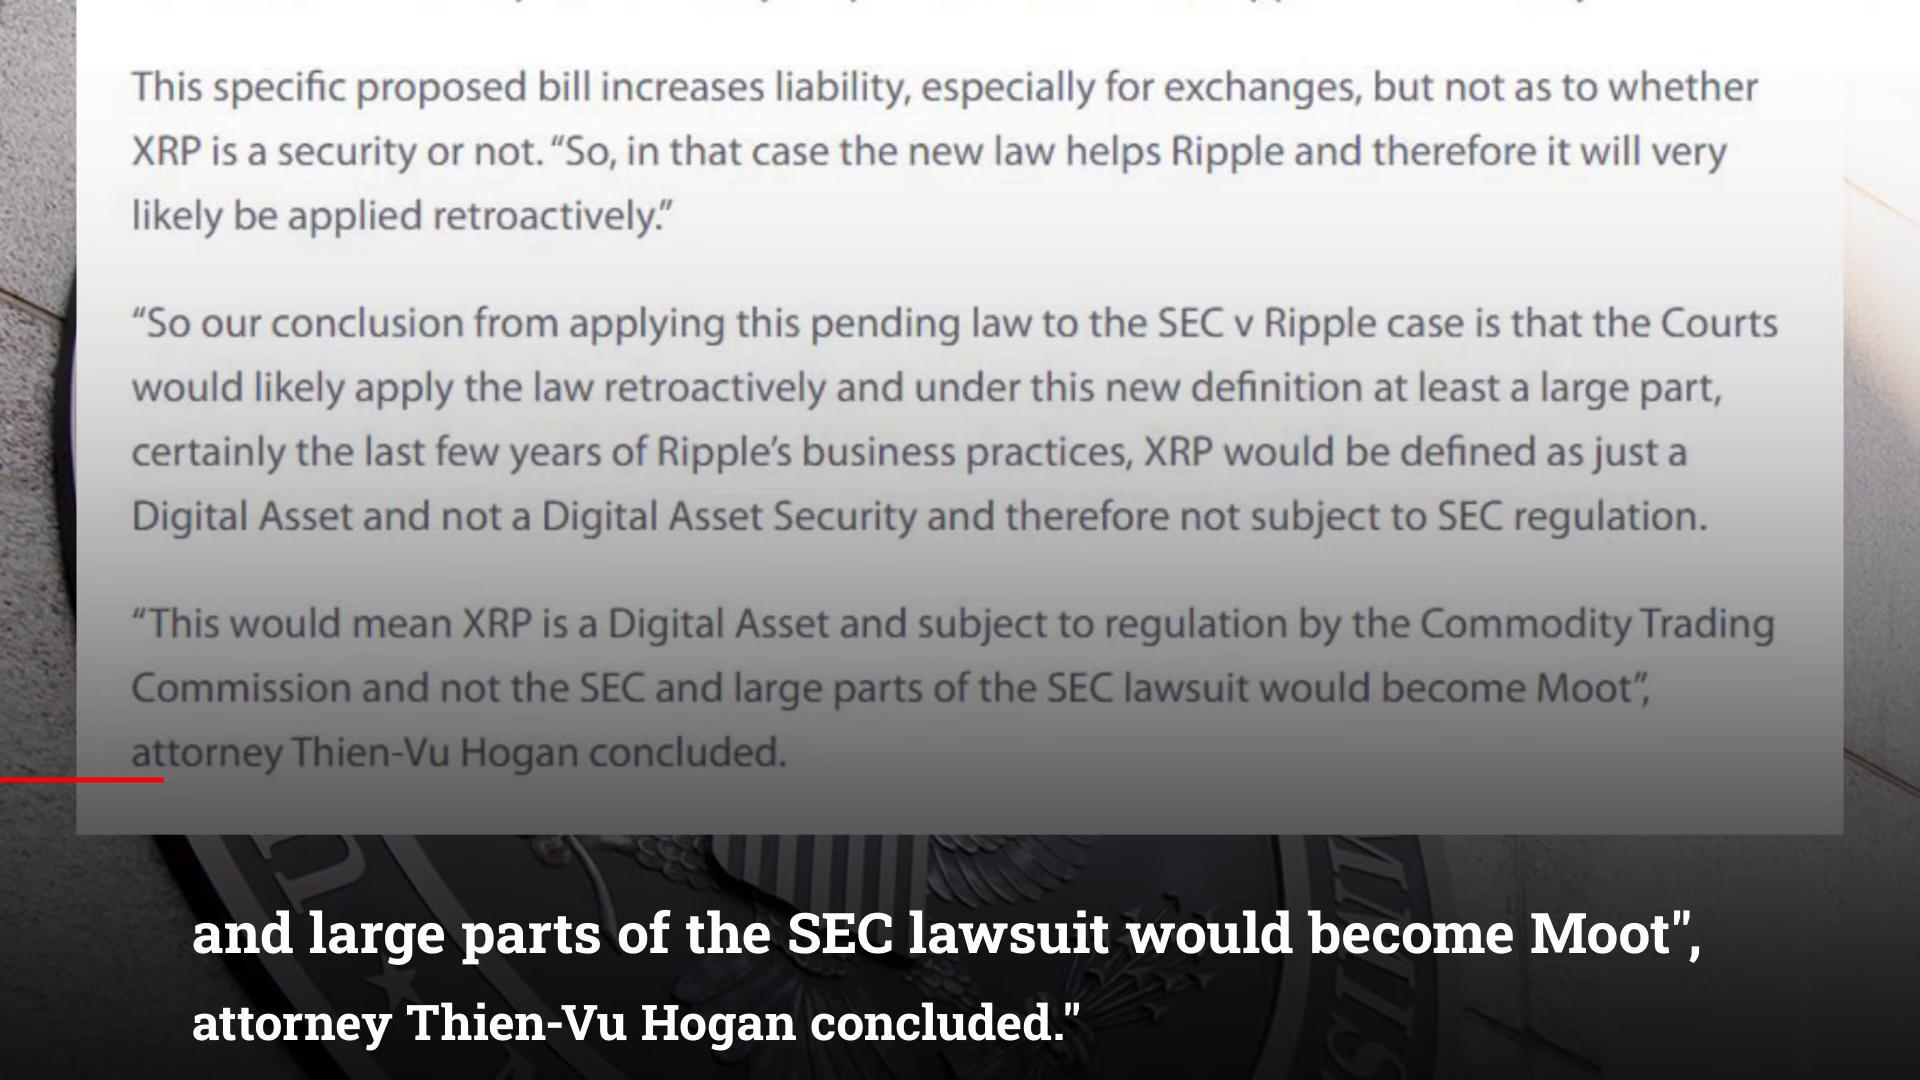 This specific proposed bill increases liability, especially for exchanges, but not as to whether
XRP is a security or not. “So, in that case the new law helps Ripple and therefore it will very
likely be applied retroactively.”
“So our conclusion from applying this pending law to the SEC v Ripple case is that the Courts
would likely apply the law retroactively and under this new definition at least a large part,
certainly the last few years of Ripple’s business practices, XRP would be defined as just a
Digital Asset and not a Digital Asset Security and therefore not subject to SEC regulation.
“This would mean XRP is a Digital Asset and subject to regulation by the Commodity Trading
Commission and not the SEC and large parts of the SEC lawsuit would become Moot”,
attorney Thien-Vu Hogan concluded.
and large parts of the SEC lawsuit would become Moot",
attorney Thien-Vu Hogan concluded."